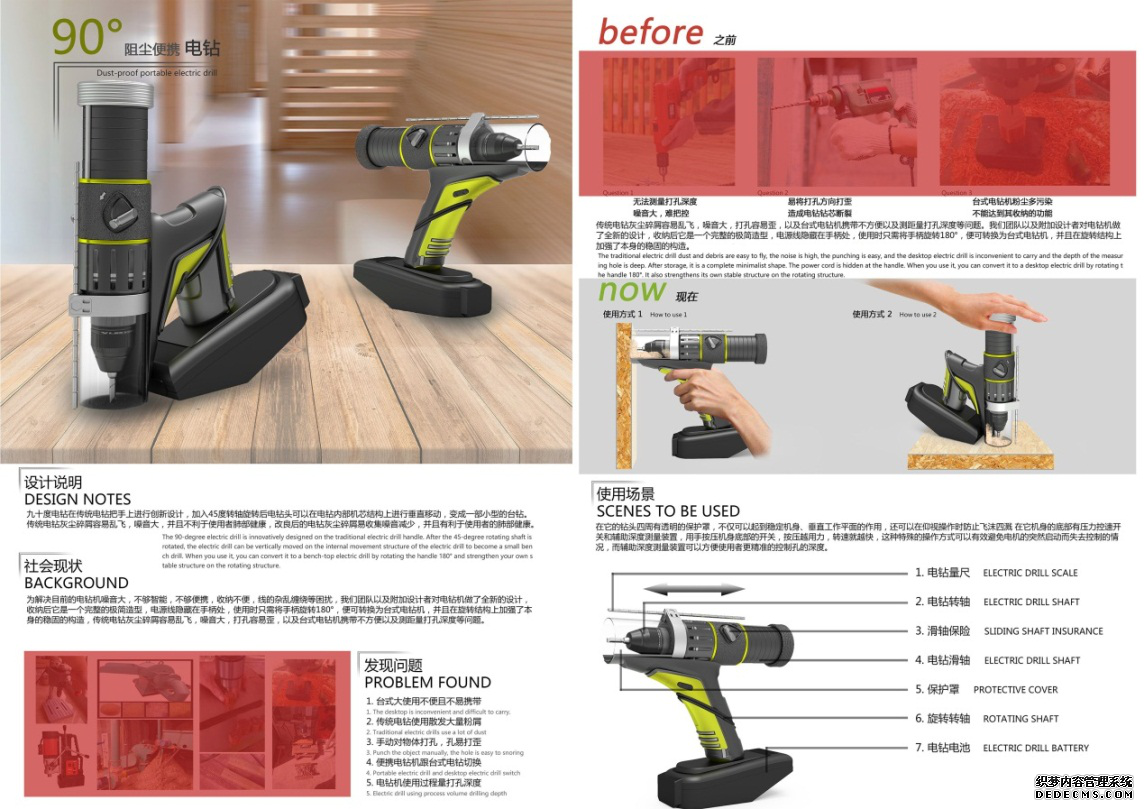 90° 阻尘便携 电钻
Dust-proof portable electric drill
设计说明
DESIGN NOTES
九十度电钻在传统电钻把手上进行创新设计，加入45度转轴旋转后电钻头可以在电钻内部机芯结构上进行垂直移动，变成一部小型的台钻。
传统电钻灰尘碎屑容易乱飞，噪音大，并且不利于使用者肺部健康，改良后的电钻灰尘碎屑易收集噪音减少，并且有利于使用者的肺部健康。
The 90-degree electric drill is innovatively designed on the traditional electric drill handle. After the 45-degree rotating shaft is
rotated, the electric drill can be vertically moved on the internal movement structure of the electric drill to become a small ben
ch drill. When you use it, you can convert it to a bench-top electric drill by rotating the handle 180° and strengthen your own s
table structure on the rotating structure.
社会现状
BACKGROUND
为解决目前的电钻机噪音大，不够智能，不够便携，收纳不便，线的杂乱缠绕等困扰，我们团队以及附加设计者对电钻机做了全新的设计，
收纳后它是一个完整的极简造型，电源线隐藏在手柄处，使用时只需将手柄旋转180°，便可转换为台式电钻机，并且在旋转结构上加强了本
身的稳固的构造，传统电钻灰尘碎屑容易乱飞，噪音大，打孔容易歪，以及台式电钻机携带不方便以及测距量打孔深度等问题。
发现问题
PROBLEM FOUND
1. 台式大使用不便且不易携带
1. The desktop is inconvenient and difficult to carry.
2. 传统电钻使用散发大量粉屑
2. Traditional electric drills use a lot of dust
3. 手动对物体打孔，孔易打歪
3. Punch the object manually, the hole is easy to snoring
4. 便携电钻机跟台式电钻切换
4. Portable electric drill and desktop electric drill switch
5. 电钻机使用过程量打孔深度
5. Electric drill using process volume drilling depth
before 之前
Question 1
无法测量打孔深度
噪音大，难把控
Question 2
易将打孔方向打歪
造成电钻钻芯断裂
Question 3
台式电钻机粉尘多污染
不能达到其收纳的功能
传统电钻灰尘碎屑容易乱飞，噪音大，打孔容易歪，以及台式电钻机携带不方便以及测距量打孔深度等问题。我们团队以及附加设计者对电钻机做
了全新的设计，收纳后它是一个完整的极简造型，电源线隐藏在手柄处，使用时只需将手柄旋转180°，便可转换为台式电钻机，并且在旋转结构上
加强了本身的稳固的构造。
The traditional electric drill dust and debris are easy to fly, the noise is high, the punching is easy, and the desktop electric drill is inconvenient to carry and the depth of the measur
ing hole is deep. After storage, it is a complete minimalist shape. The power cord is hidden at the handle. When you use it, you can convert it to a desktop electric drill by rotating t
he handle 180°. It also strengthens its own stable structure on the rotating structure.
now 现在
使用方式 1 How to use 1
使用方式 2 How to use 2
使用场景
SCENES TO BE USED
在它的钻头四周有透明的保护罩，不仅可以起到稳定机身、垂直工作平面的作用，还可以在仰视操作时防止飞沫四溅 在它机身的底部有压力控速开
关和辅助深度测量装置，用手按压机身底部的开关，按压越用力，转速就越快，这种特殊的操作方式可以有效避免电机的突然启动而失去控制的情
况，而辅助深度测量装置可以方便使用者更精准的控制孔的深度。
1. 电钻量尺 ELECTRIC DRILL SCALE
2. 电钻转轴 ELECTRIC DRILL SHAFT
3. 滑轴保险 SLIDING SHAFT INSURANCE
4. 电钻滑轴 ELECTRIC DRILL SHAFT
5. 保护罩 PROTECTIVE COVER
6. 旋转转轴 ROTATING SHAFT
7. 电钻电池 ELECTRIC DRILL BATTERY
织梦内容管理系统
DEDECMS.COM